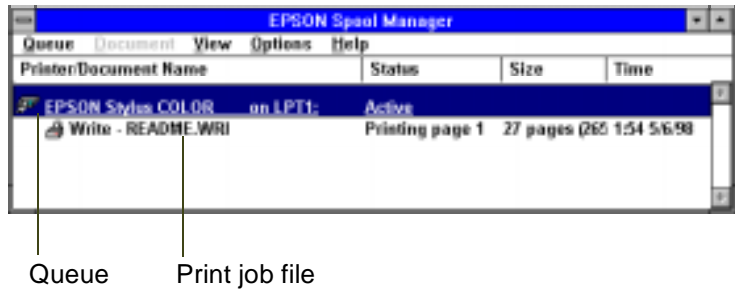 EPSON Spool Manager
Queue Document View Options Help
Printer/Document Name Status Size Time
EPSON Stylus COLOR on LPT1: Active
Write - README.WRI Printing page 1 27 pages (265 1:54 5/6/98
Queue Print job file